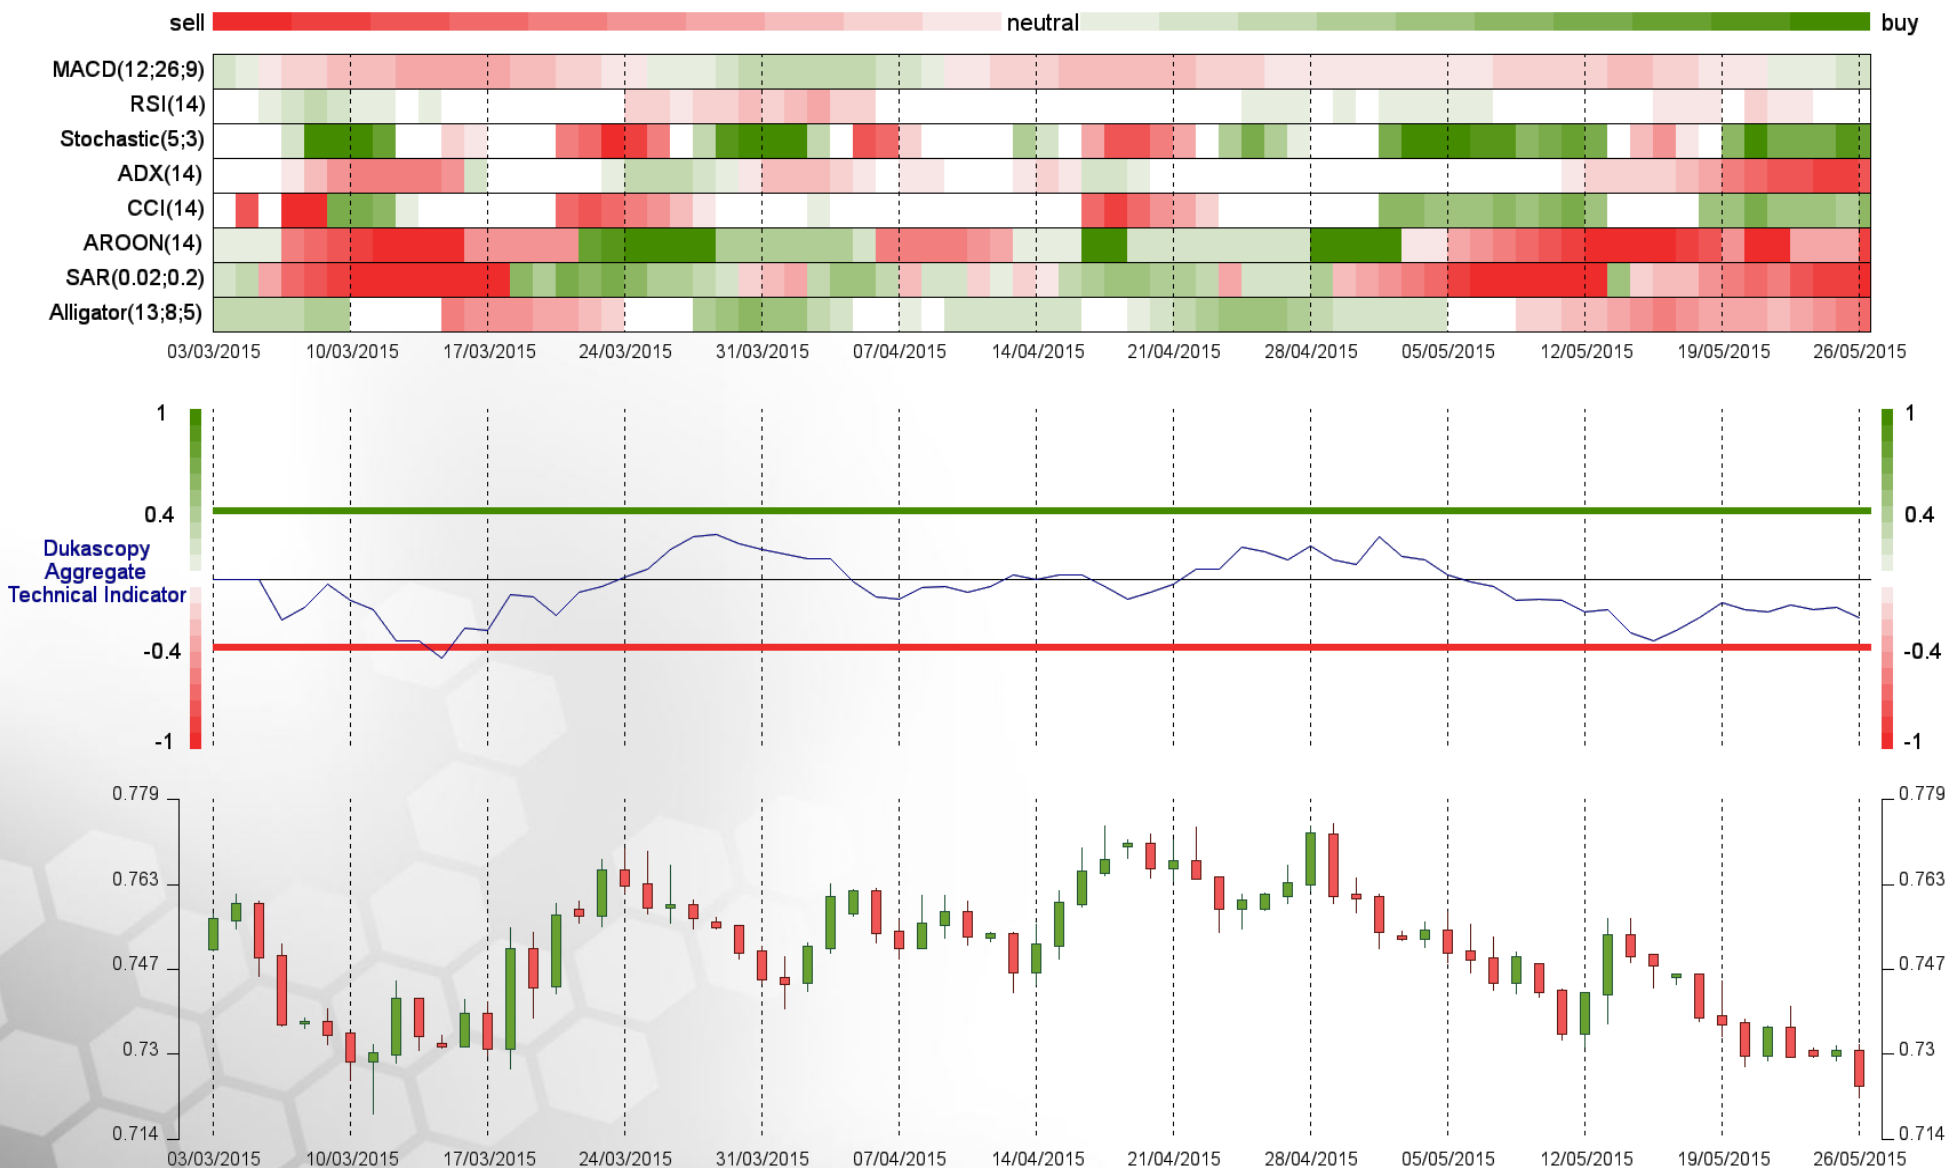 sell neutral buy
MACD(12;26;9)
RSI(14)
Stochastic(5;3)
ADX(14)
CCI(14)
AROON(14)
SAR(0.02;0.2)
Alligator(13;8;5)
03/03/2015 10/03/2015 17/03/2015 24/03/2015 31/03/2015 07/04/2015 14/04/2015 21/04/2015 28/04/2015 05/05/2015 12/05/2015 19/05/2015 26/05/2015
1 1
0.4 0.4
Dukascopy
Aggregate
Technical Indicator
-0.4 -0.4
-1 -1
0.779 0.779
0.763 0.763
0.747 0.747
0.73 0.73
0.714 0.714
03/03/2015 10/03/2015 17/03/2015 24/03/2015 31/03/2015 07/04/2015 14/04/2015 21/04/2015 28/04/2015 05/05/2015 12/05/2015 19/05/2015 26/05/2015